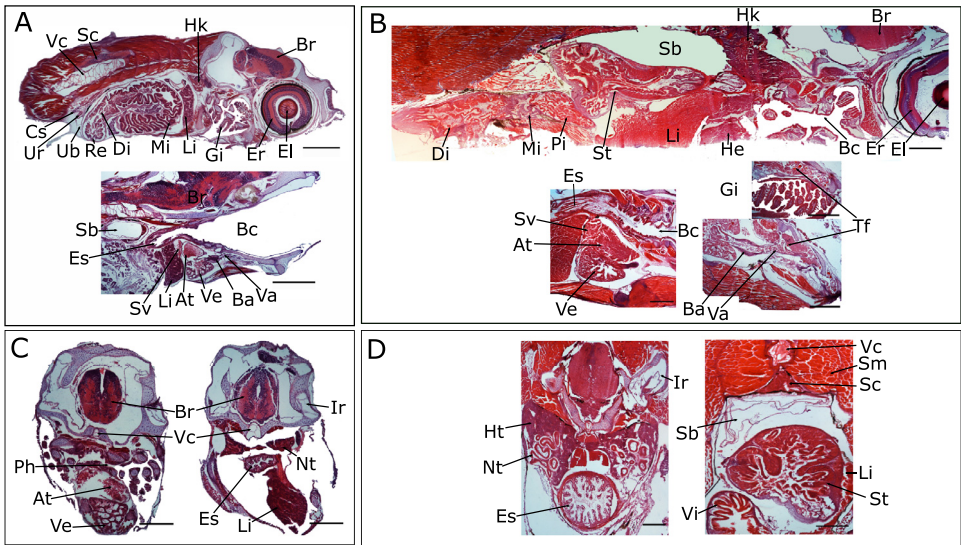 A
Sc
Hk
Vc
Br
Cs
Ur
Ub
Re
Di
Mi
Li
Gi
Er
El
Br
Sb
Bc
Es
Sv
Li
At
Ve
Ba
Va
B
Hk
Br
Sb
Di
Mi
Pi
St
Li
He
Bc
Er
El
Es
Gi
Sv
Tf
At
Bc
Ve
Ba
Va
C
Br
Ir
Vc
Nt
Ph
At
Es
Ve
Li
D
Ir
Vc
Sm
Sc
Ht
Sb
Nt
Li
St
Es
Vi